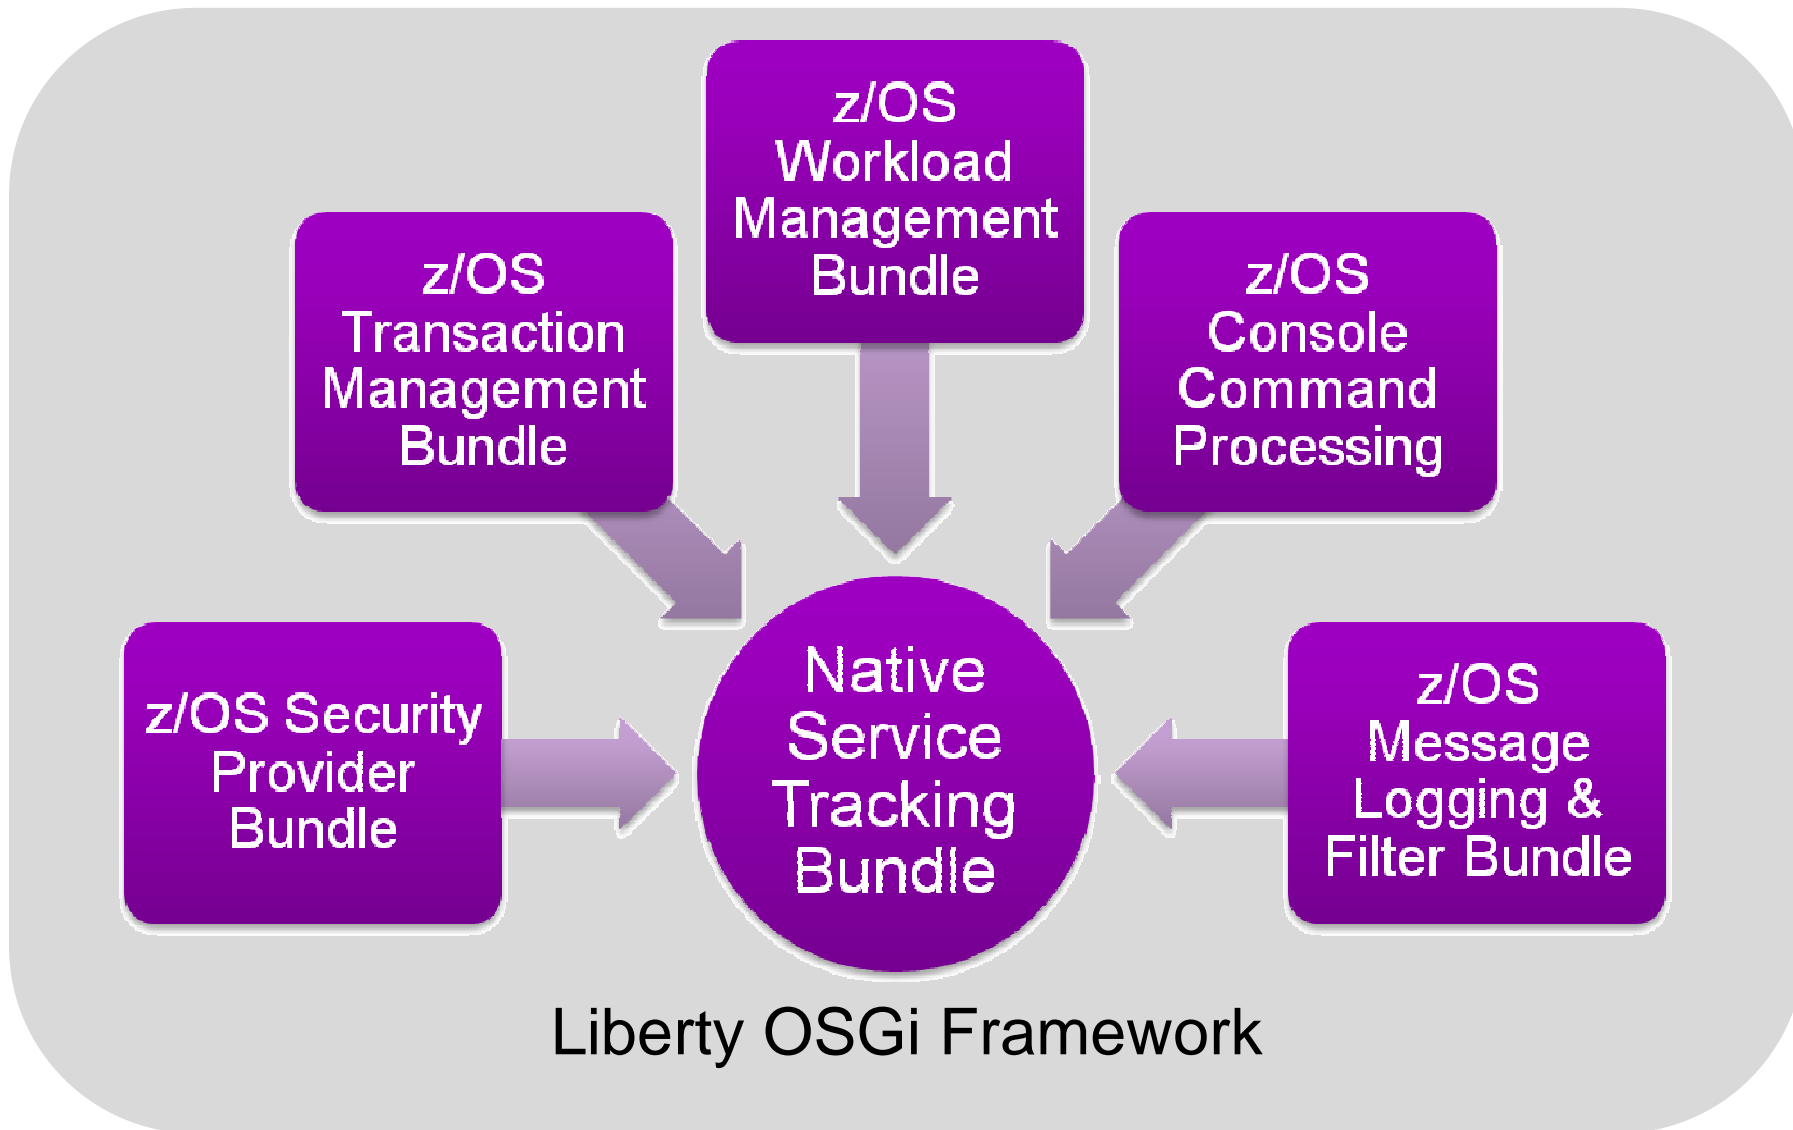 z/OS
Workload
Management
Bundle
z/OS
Transaction
Management
Bundle
z/OS
Console
Command
Processing
z/OS Security
Provider
Bundle
Native
Service
Tracking
Bundle
z/OS
Message
Logging &
Filter Bundle
Liberty OSGi Framework